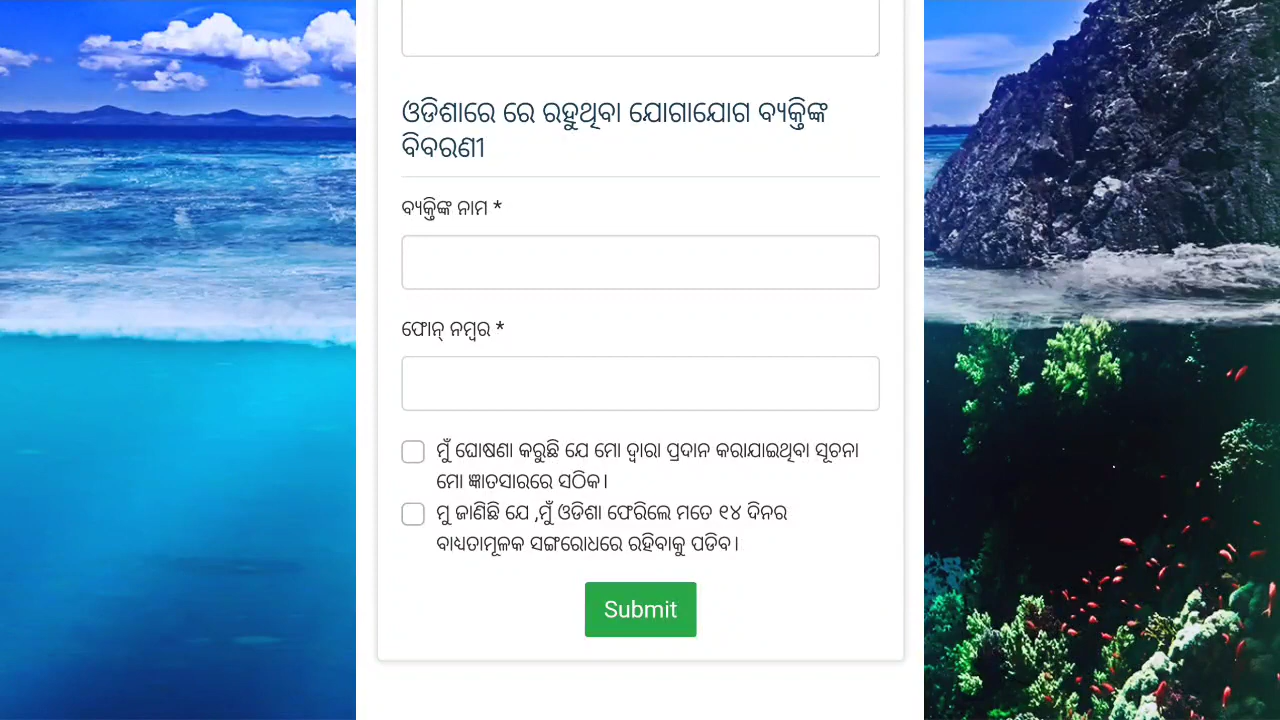 ଓଡିଶାରେ ରେ ରହୁଥିବା ଯୋଗାଯୋଗ ବ୍ୟକ୍ତିଙ୍କ
ବିବରଣୀ
ବ୍ୟକ୍ତିଙ୍କ ନାମ *
ଫୋନ୍ ନମ୍ବର *
ମୁଁ ଘୋଷଣା କରୁଛି ଯେ ମୋ ଦ୍ୱାରା ପ୍ରଦାନ କରାଯାଇଥିବା ସୂଚନା
ମୋ ଜ୍ଞାତସାରରେ ସଠିକ।
ମୁ ଜାଣିଛି ଯେ ,ମୁଁ ଓଡିଶା ଫେରିଲେ ମତେ ୧୪ ଦିନର
ବାଧ୍ୟତାମୂଳକ ସଙ୍ଗରୋଧରେ ରହିବାକୁ ପଡିବ।
Submit